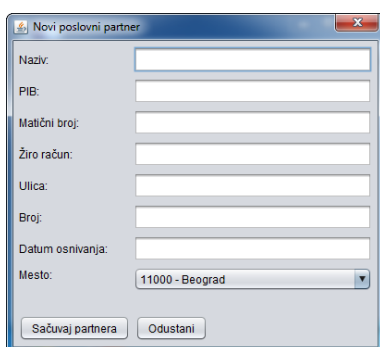 Novi poslovni partner
Naziv:
PIB:
Matični broj:
Žiro račun:
Ulica:
Broj:
Datum osnivanja:
Mesto: 11000 - Beograd
Sačuvaj partnera Odustani